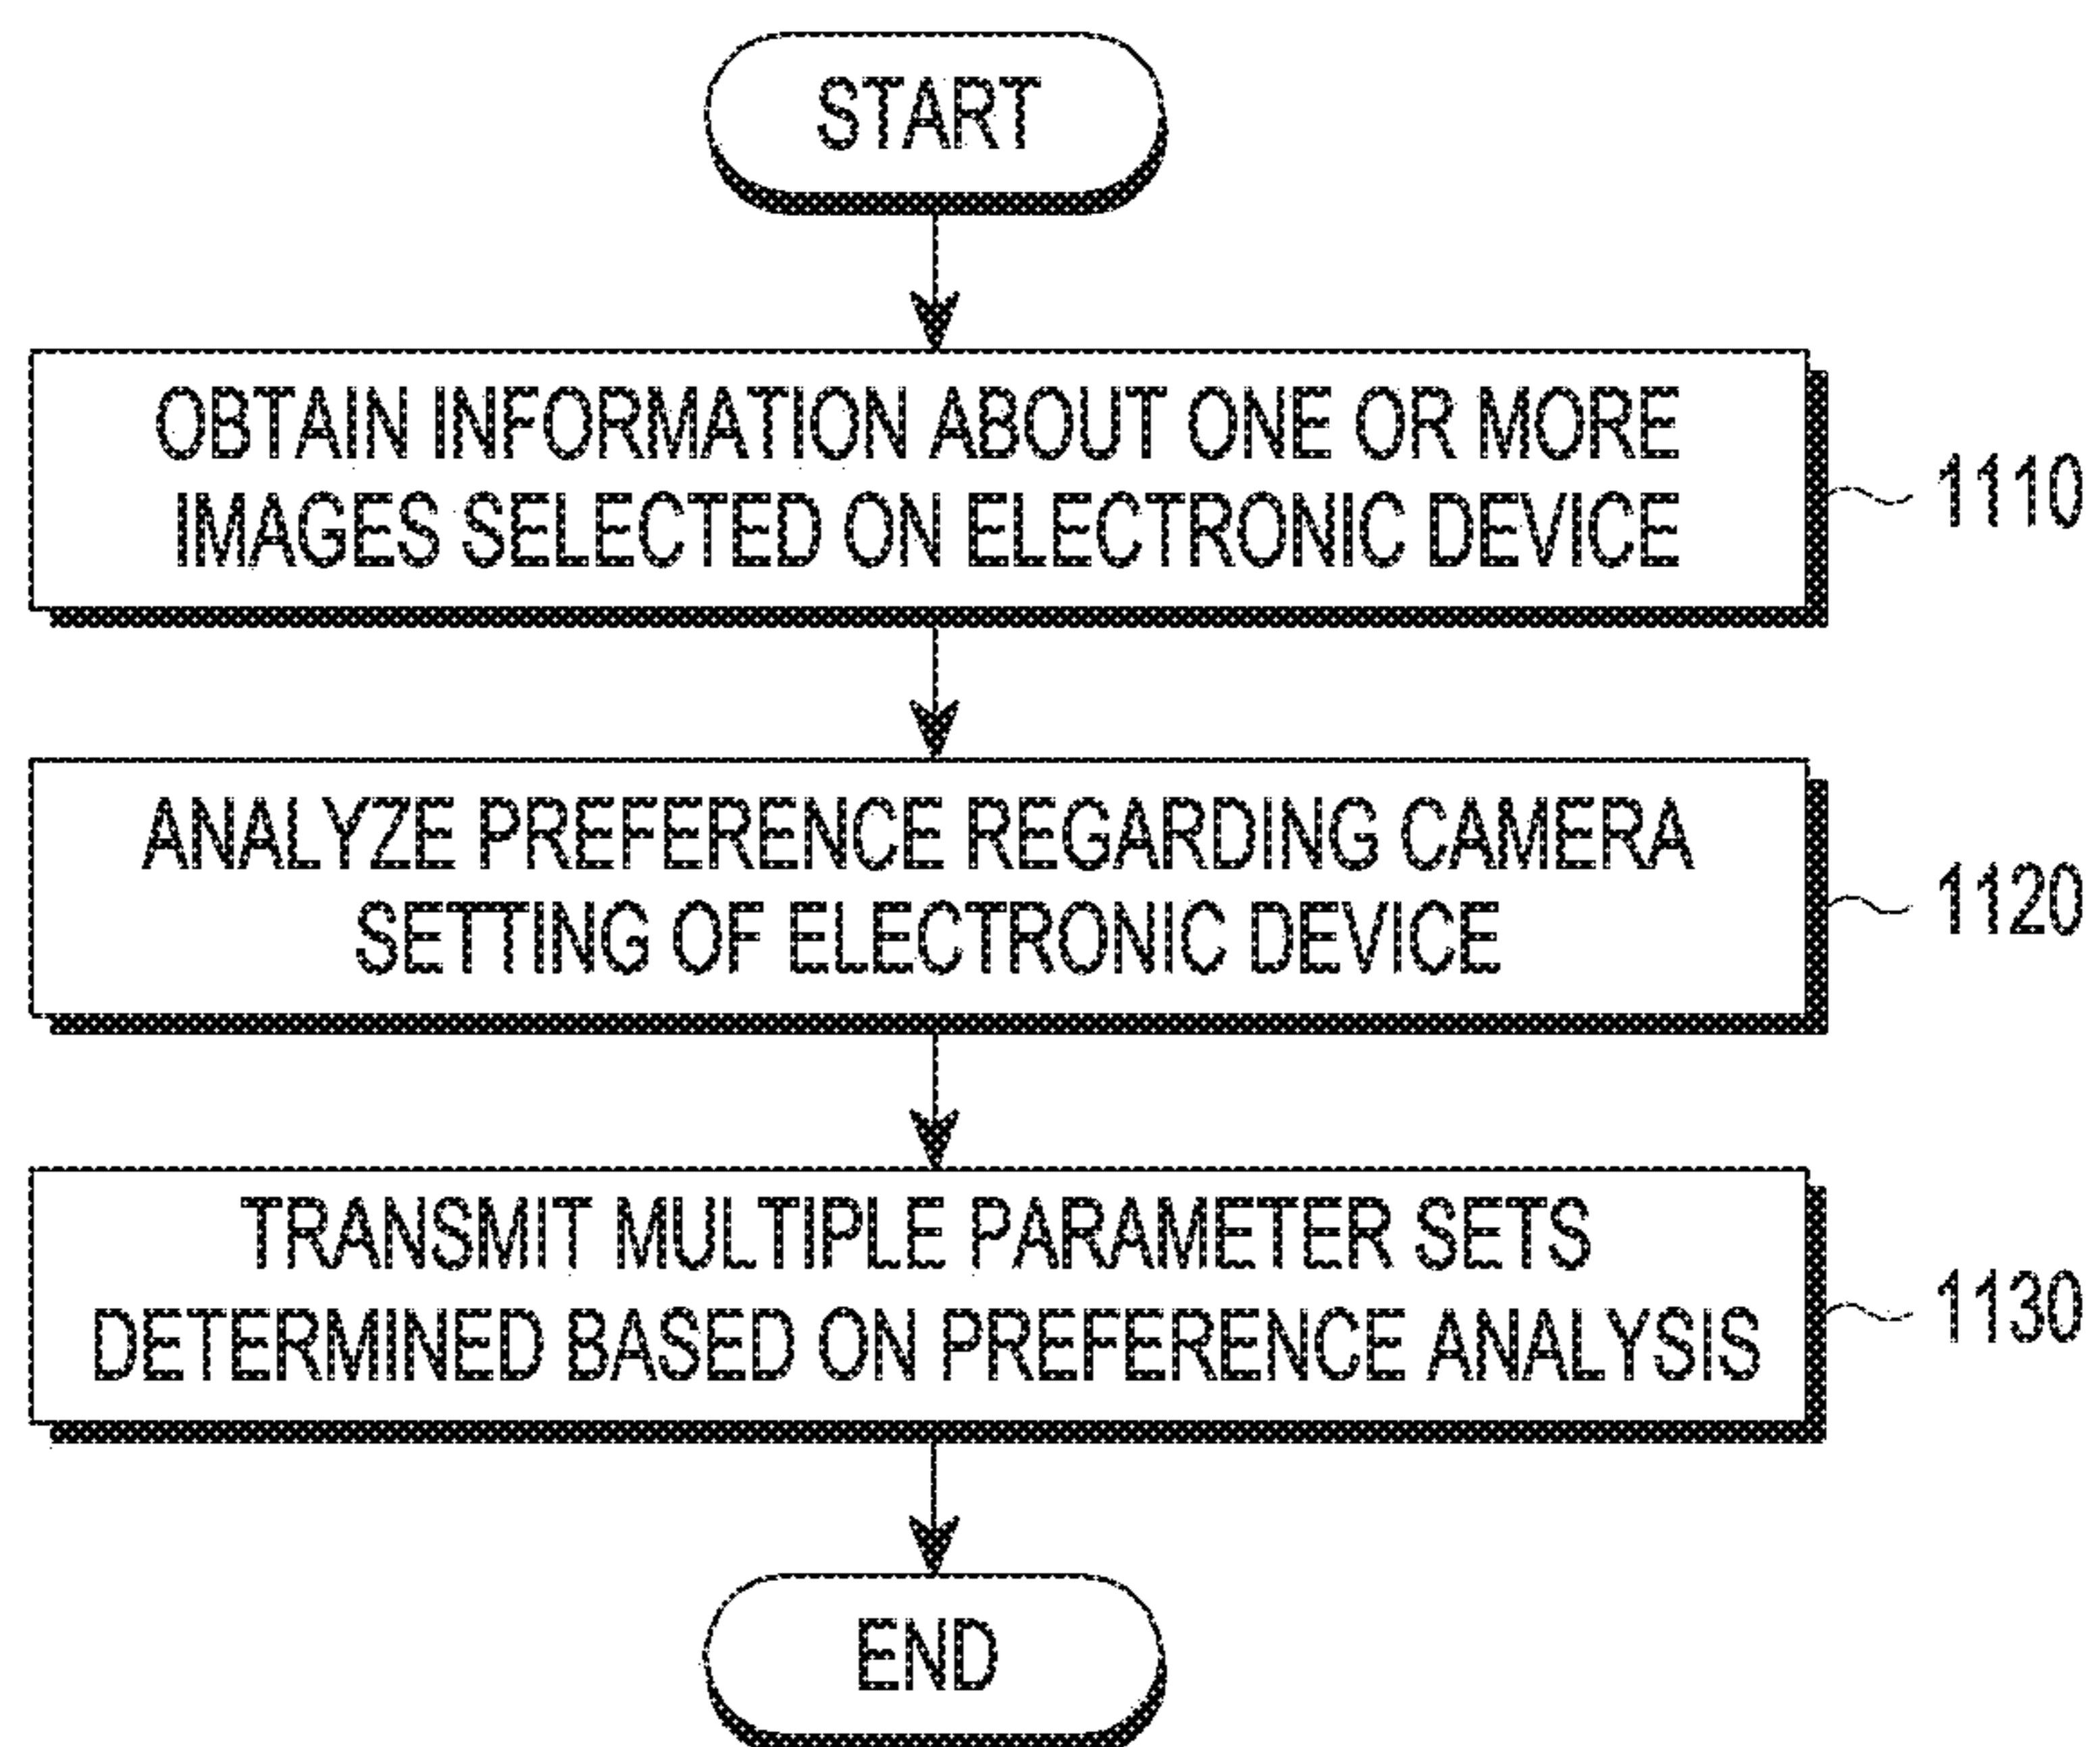 START
OBTAIN INFORMATION ABOUT ONE OR MORE
IMAGES SELECTED ON ELECTRONIC DEVICE
1110
ANALYZE PREFERENCE REGARDING CAMERA
SETTING OF ELECTRONIC DEVICE
1120
TRANSMIT MULTIPLE PARAMETER SETS
DETERMINED BASED ON PREFERENCE ANALYSIS
1130
END